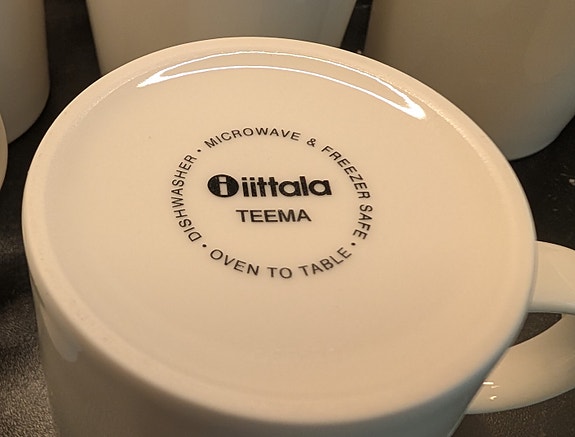 DISHWASHER • MICROWAVE & FREEZER SAFE • OVEN TO TABLE •
iittala
TEEMA